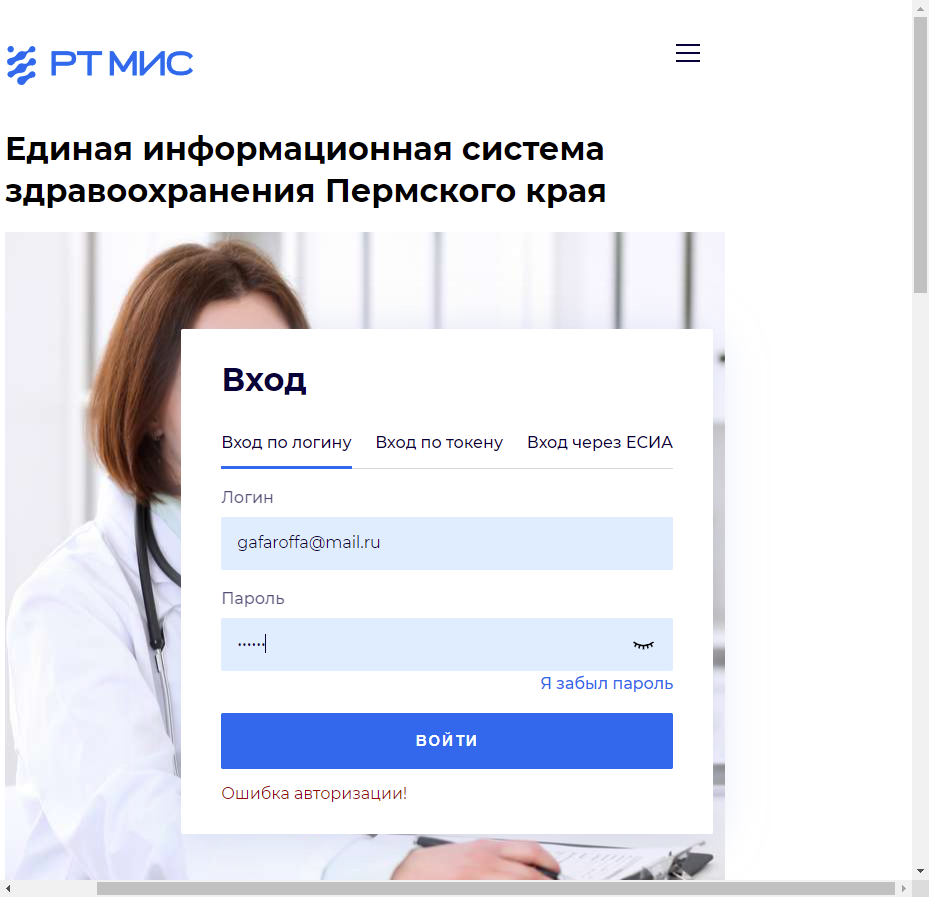 РТ МИС
Единая информационная система
здравоохранения Пермского края
Вход
Вход по логину Вход по токену Вход через ЕСИА
Логин
gafaroffa@mail.ru
Пароль
••••••
Я забыл пароль
ВОЙТИ
Ошибка авторизации!